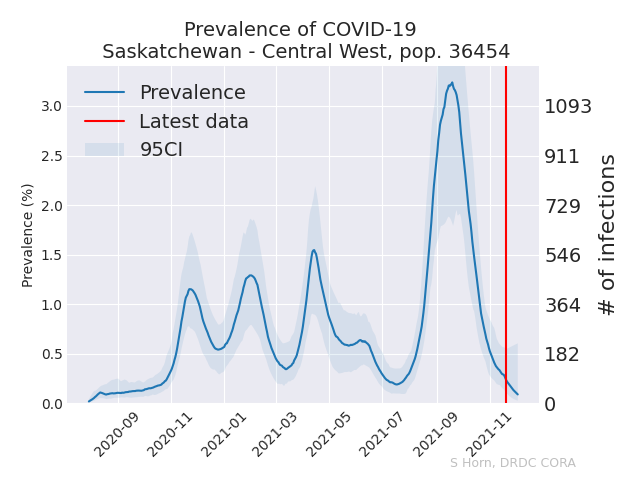 Prevalence of COVID-19
Saskatchewan - Central West, pop. 36454
Prevalence
Latest data
95CI
Prevalence (%)
3.0
2.5
2.0
1.5
1.0
0.5
0.0
1093
911
729
546
364
182
0
# of infections
2020-09
2020-11
2021-01
2021-03
2021-05
2021-07
2021-09
2021-11
S Horn, DRDC CORA